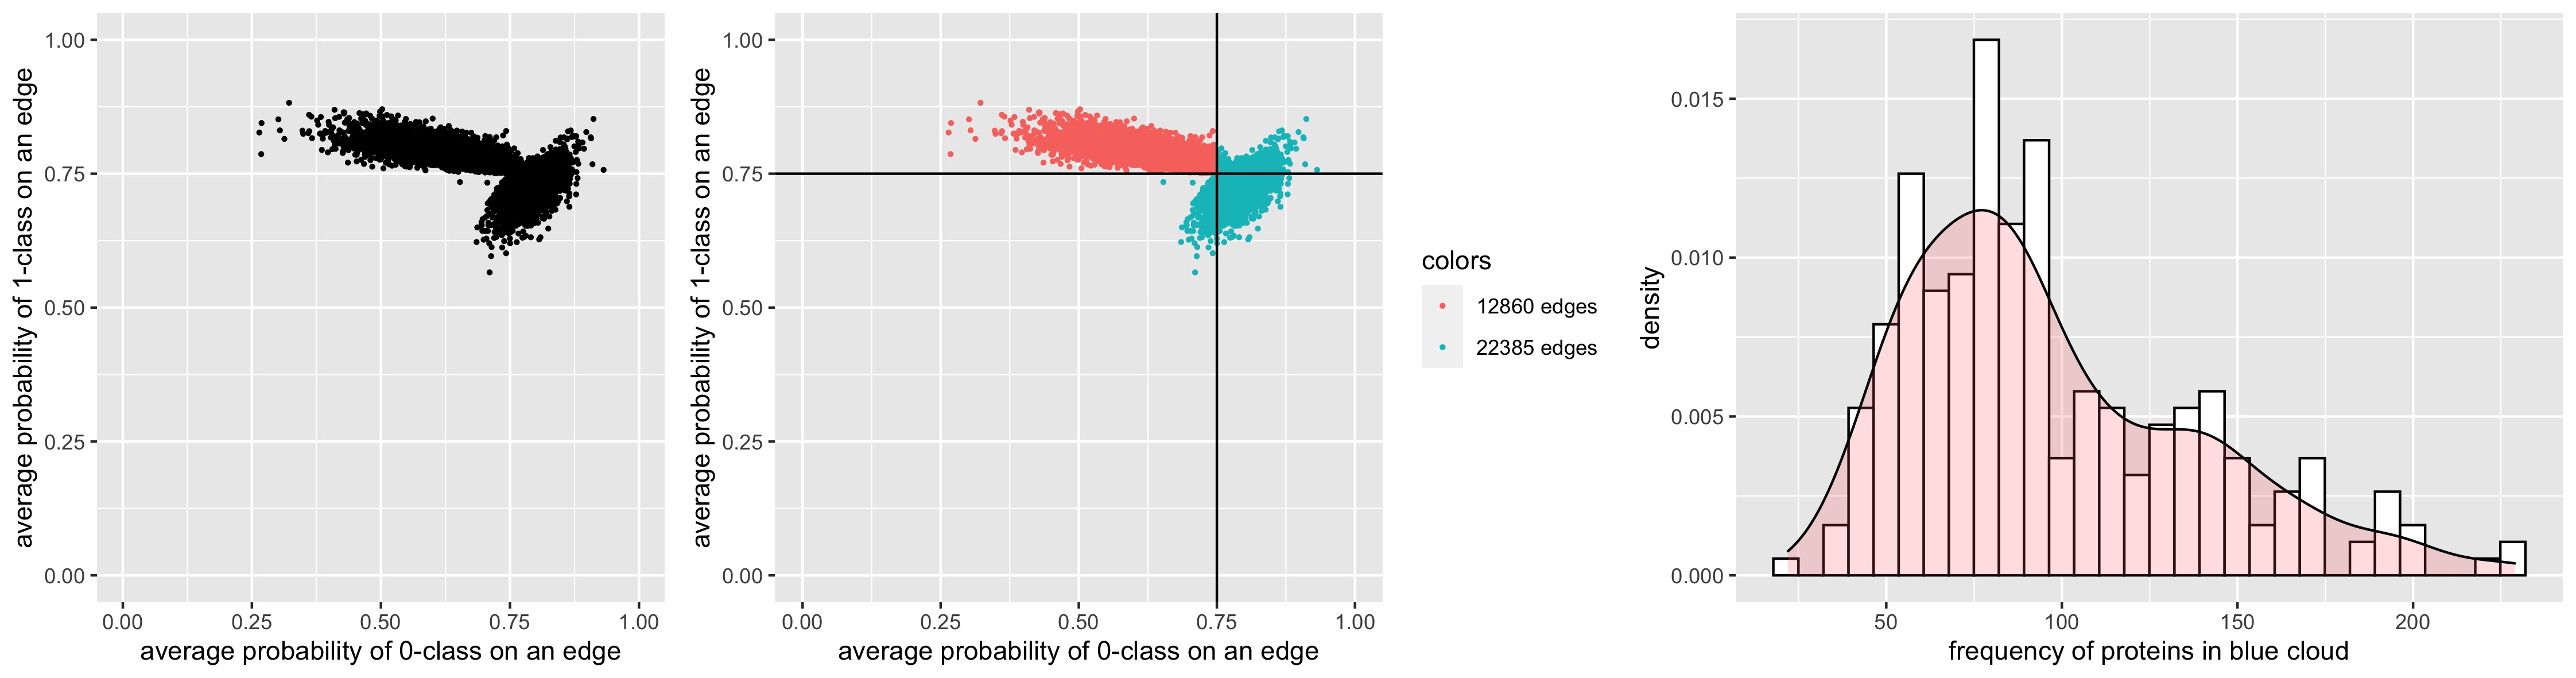 average probability of 1-class on an edge
1.00
0.75
0.50
0.25
0.00
0.00 0.25 0.50 0.75 1.00
average probability of 0-class on an edge
average probability of 1-class on an edge
1.00
0.75
0.50
0.25
0.00
0.00 0.25 0.50 0.75 1.00
average probability of 0-class on an edge
colors
12860 edges
22385 edges
density
0.015
0.010
0.005
0.000
50 100 150 200
frequency of proteins in blue cloud